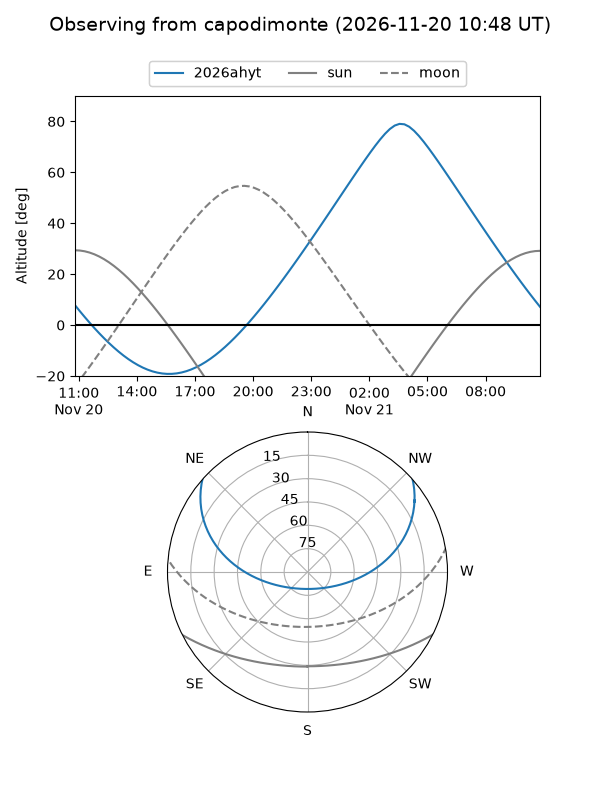 Observing from capodimonte (2026-11-20 10:48 UT)
2026ahyt sun moon
Altitude [deg]
80
60
40
20
0
−20
11:00 14:00 17:00 20:00 23:00 02:00 05:00 08:00
Nov 20 Nov 21
N
NE NW
15
30
45
60
75
E W
SE SW
S